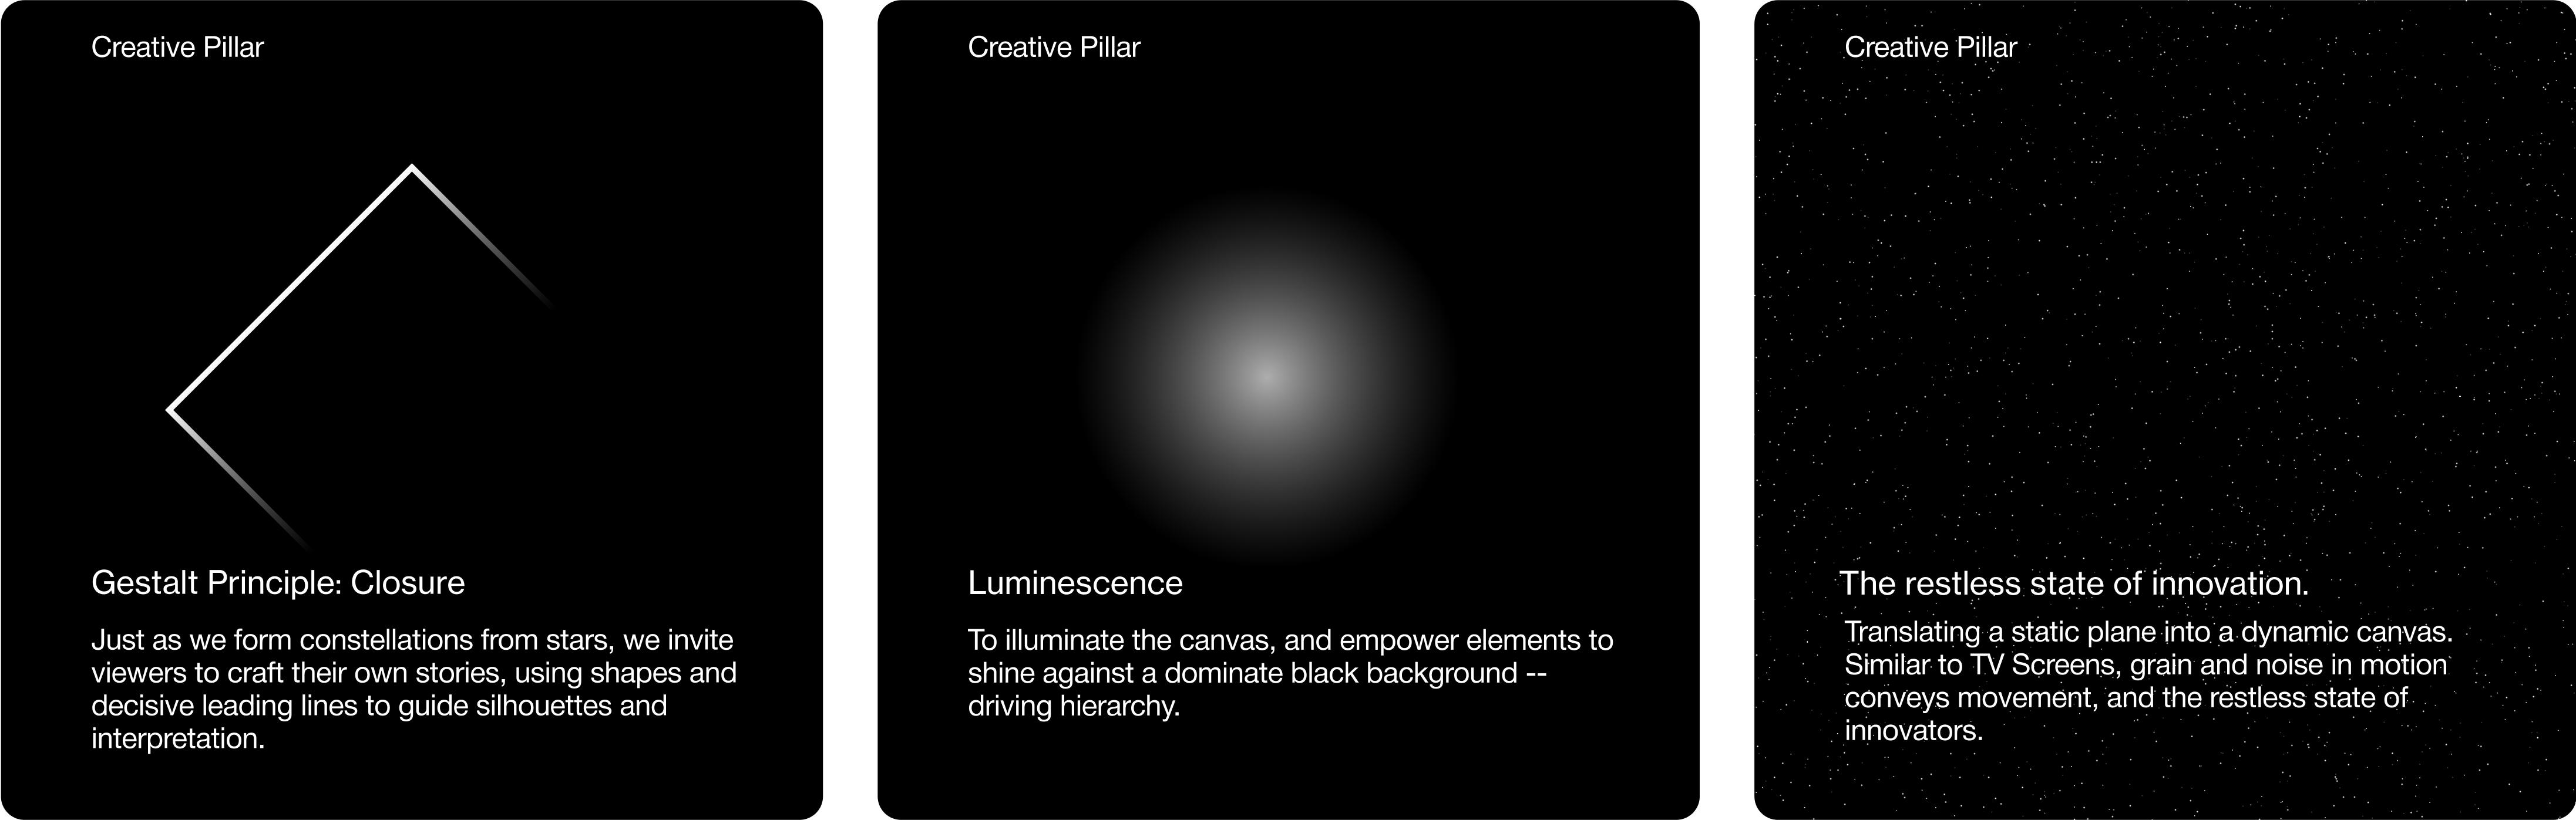 Creative Pillar
Gestalt Principle: Closure
Just as we form constellations from stars, we invite
viewers to craft their own stories, using shapes and
decisive leading lines to guide silhouettes and
interpretation.
Creative Pillar
Luminescence
To illuminate the canvas, and empower elements to
shine against a dominate black background --
driving hierarchy.
Creative Pillar
The restless state of innovation.
Translating a static plane into a dynamic canvas.
Similar to TV Screens, grain and noise in motion
conveys movement, and the restless state of
innovators.